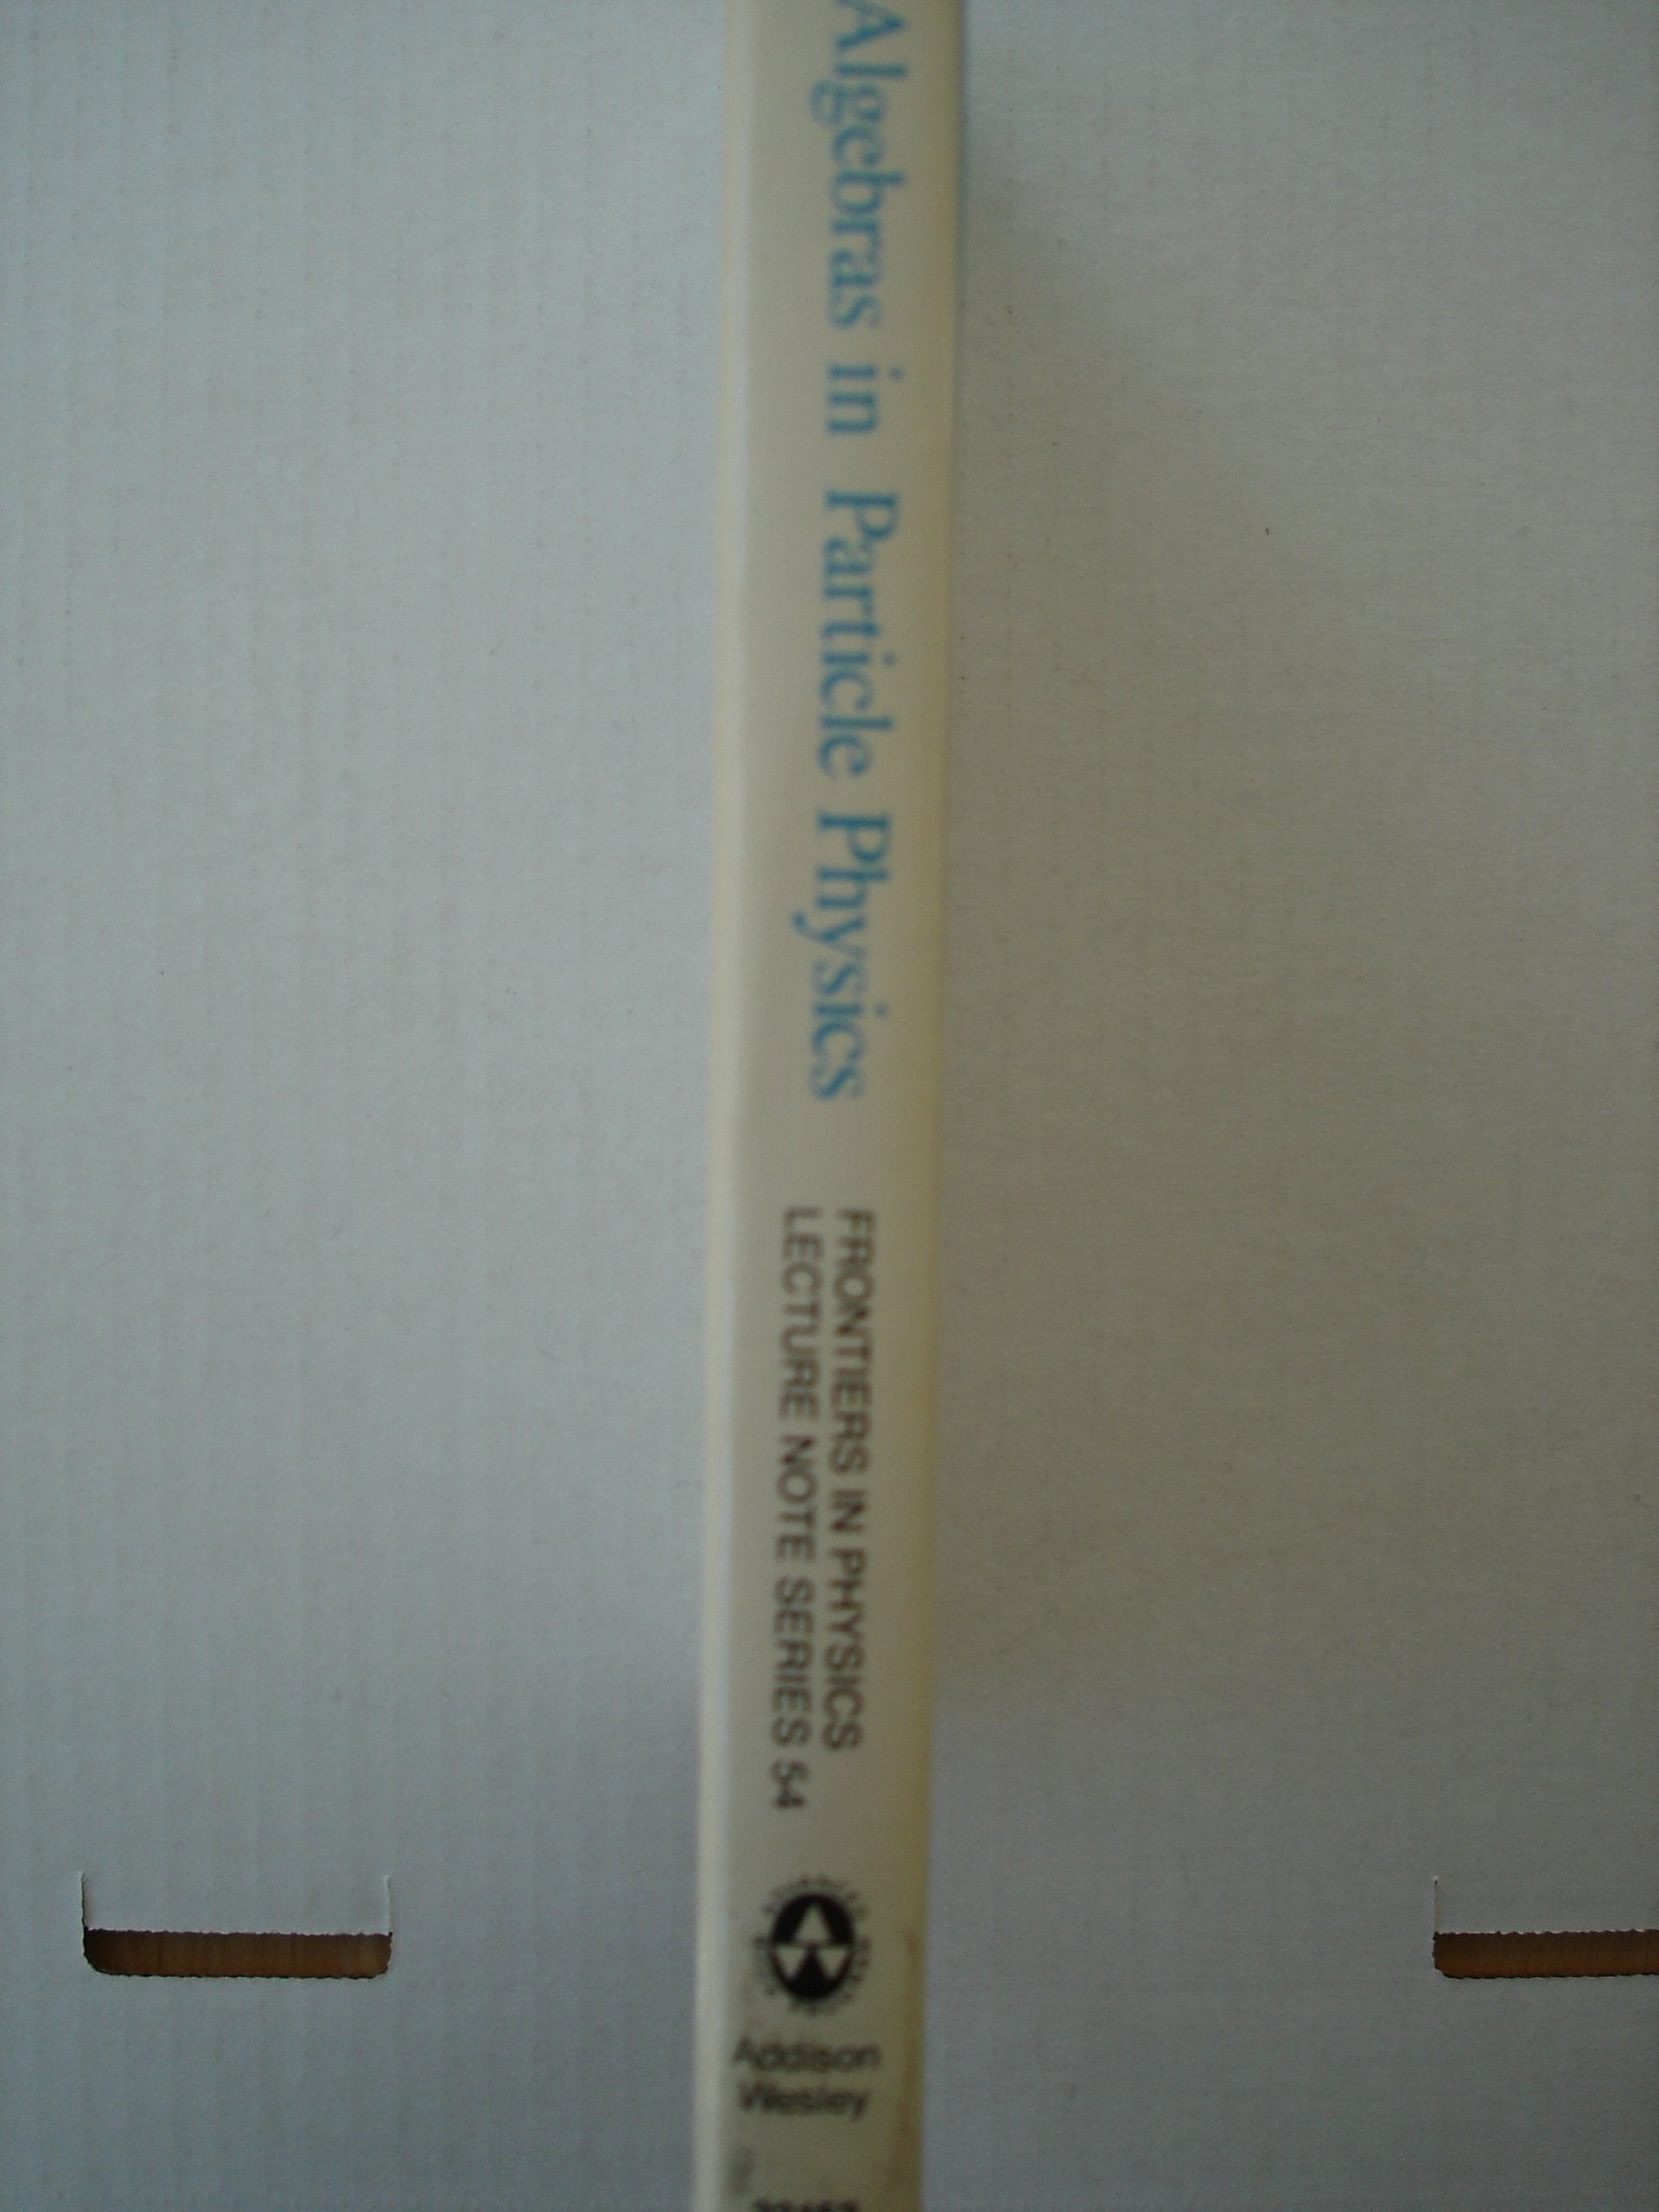 Algebras in Particle Physics
FRONTIERS IN PHYSICS
LECTURE NOTE SERIES 54
Addison
Wesley